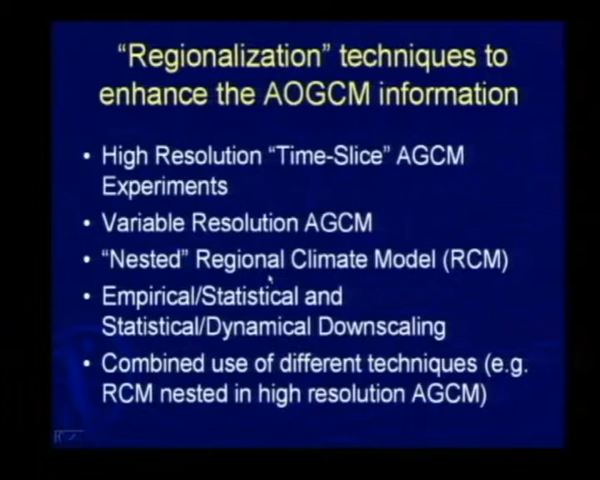 “Regionalization” techniques to
enhance the AOGCM information
• High Resolution “Time-Slice” AGCM
Experiments
• Variable Resolution AGCM
• “Nested” Regional Climate Model (RCM)
• Empirical/Statistical and
Statistical/Dynamical Downscaling
• Combined use of different techniques (e.g.
RCM nested in high resolution AGCM)